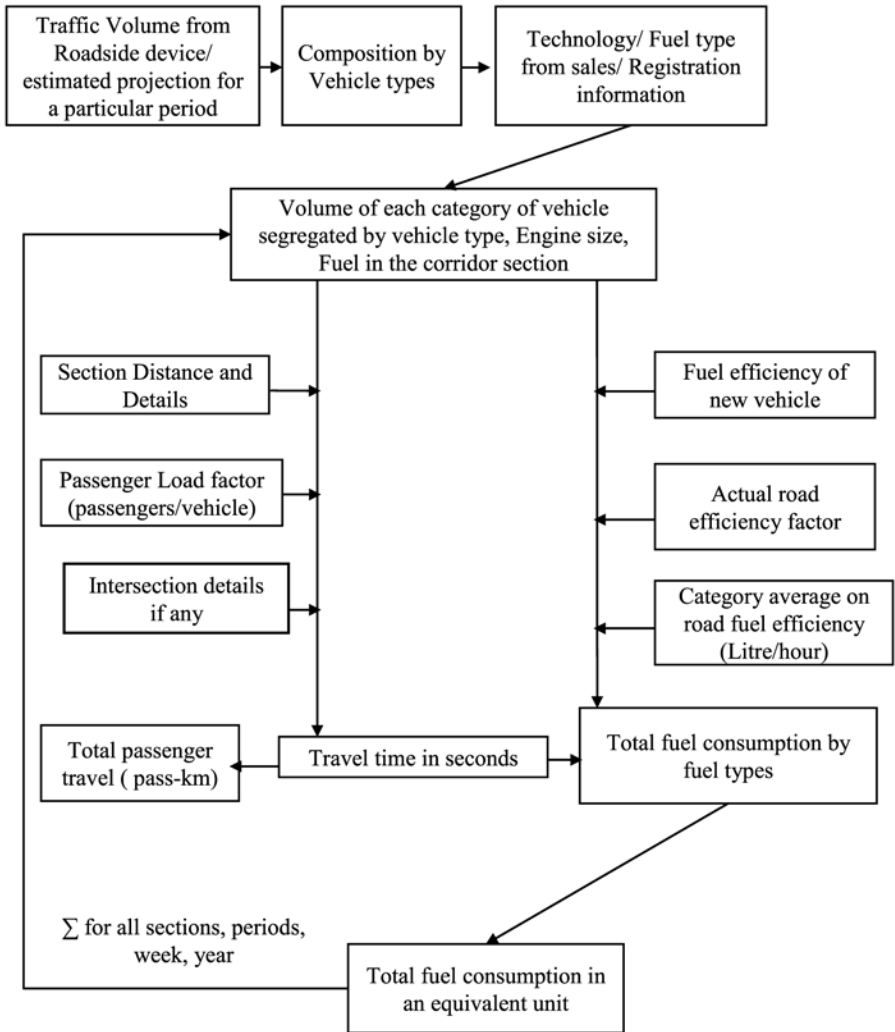 Traffic Volume from
Roadside device/
estimated projection for
a particular period
Composition by
Vehicle types
Technology/ Fuel type
from sales/ Registration
information
Volume of each category of vehicle
segregated by vehicle type, Engine size,
Fuel in the corridor section
Section Distance and
Details
Fuel efficiency of
new vehicle
Passenger Load factor
(passengers/vehicle)
Actual road
efficiency factor
Intersection details
if any
Category average on
road fuel efficiency
(Litre/hour)
Total passenger
travel ( pass-km)
Travel time in seconds
Total fuel consumption by
fuel types
∑ for all sections, periods,
week, year
Total fuel consumption in
an equivalent unit